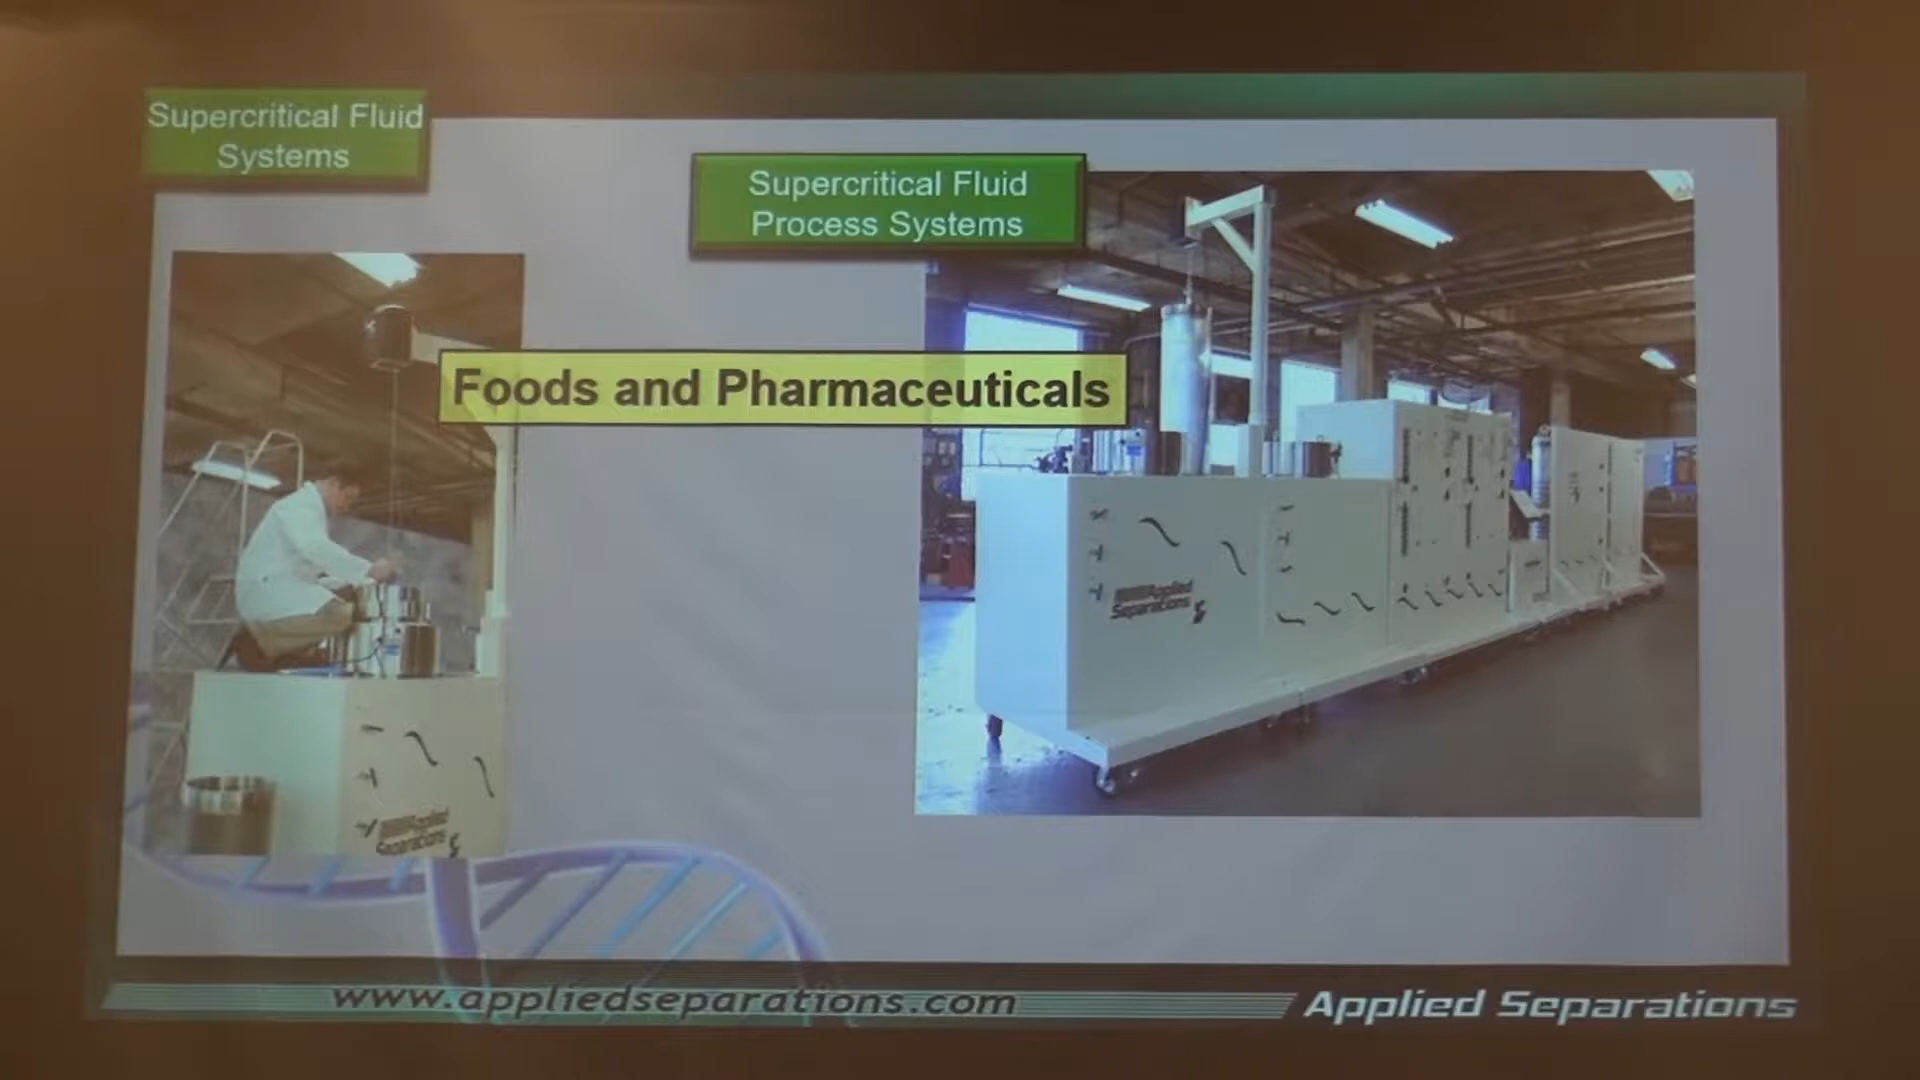 Supercritical Fluid
Systems
Supercritical Fluid
Process Systems
Foods and Pharmaceuticals
Applied
Separations
Applied
Separations
www.appliedseparations.com
Applied Separations